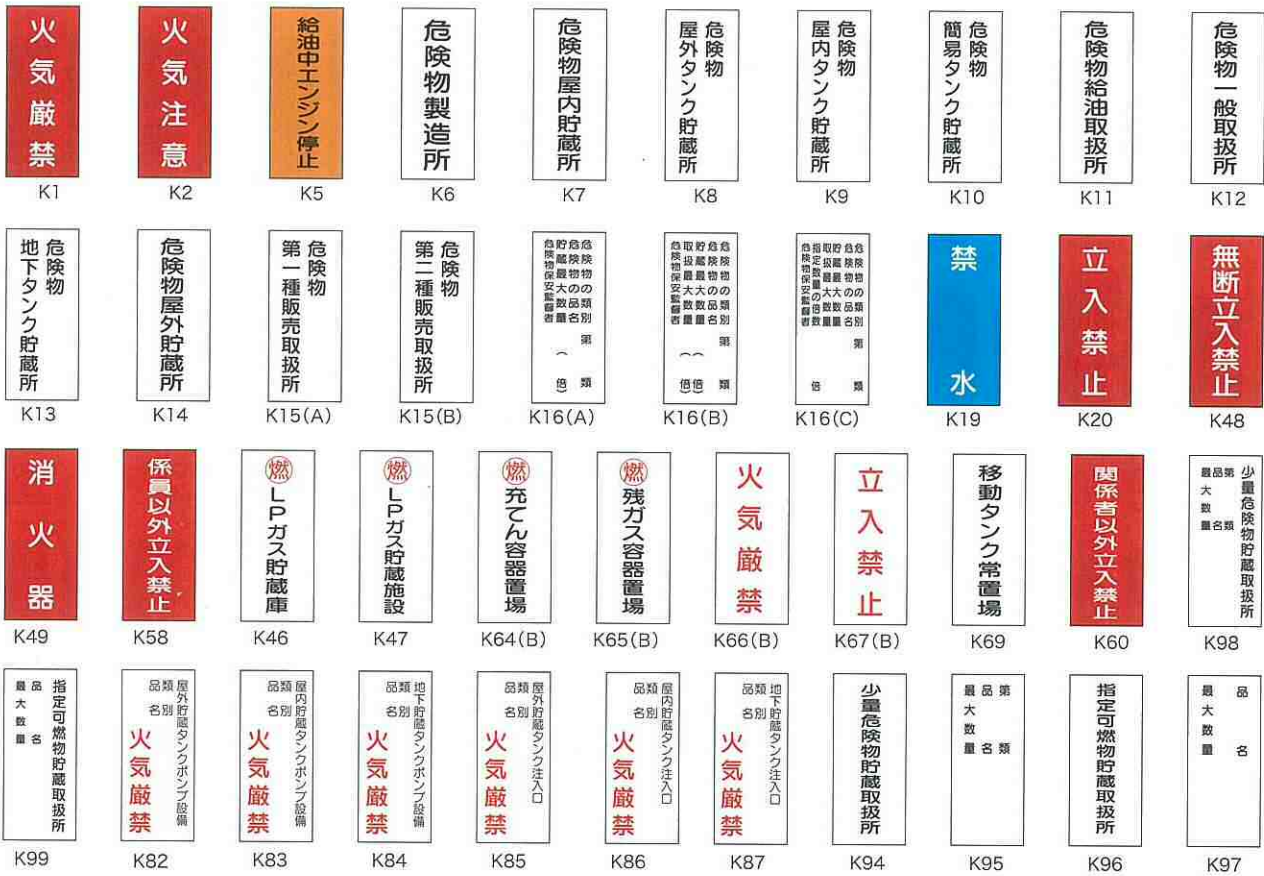 火気厳禁
K1
火気注意
K2
給油中エンジン停止
K5
危険物製造所
K6
危険物屋内貯蔵所
K7
危険物
屋外タンク貯蔵所
K8
危険物
屋内タンク貯蔵所
K9
危険物
簡易タンク貯蔵所
K10
危険物給油取扱所
K11
危険物一般取扱所
K12
危険物
地下タンク貯蔵所
K13
危険物屋外貯蔵所
K14
危険物
第一種販売取扱所
K15(A)
危険物
第二種販売取扱所
K15(B)
危険物の類別 第 類
危険物の品名
貯蔵最大数量 ( 倍)
危険物保安監督者
K16(A)
危険物の類別 第 類
危険物の品名
貯蔵最大数量 ( 倍)
取扱最大数量 ( 倍)
危険物保安監督者
K16(B)
危険物の類別 第 類
危険物の品名
貯蔵最大数量
取扱最大数量
指定数量の倍数 倍
危険物保安監督者
K16(C)
禁水
K19
立入禁止
K20
無断立入禁止
K48
消火器
K49
係員以外立入禁止
K58
燃 LPガス貯蔵庫
K46
燃 LPガス貯蔵施設
K47
燃 充てん容器置場
K64(B)
燃 残ガス容器置場
K65(B)
火気厳禁
K66(B)
立入禁止
K67(B)
移動タンク常置場
K69
関係者以外立入禁止
K60
少量危険物貯蔵取扱所
第 類
品名
最大数量
K98
指定可燃物貯蔵取扱所
品名
最大数量
K99
屋外貯蔵タンクポンプ設備
類別
品名
火気厳禁
K82
屋内貯蔵タンクポンプ設備
類別
品名
火気厳禁
K83
地下貯蔵タンクポンプ設備
類別
品名
火気厳禁
K84
屋外貯蔵タンク注入口
類別
品名
火気厳禁
K85
屋内貯蔵タンク注入口
類別
品名
火気厳禁
K86
地下貯蔵タンク注入口
類別
品名
火気厳禁
K87
少量危険物貯蔵取扱所
K94
第 類
品名
最大数量
K95
指定可燃物貯蔵取扱所
K96
品名
最大数量
K97